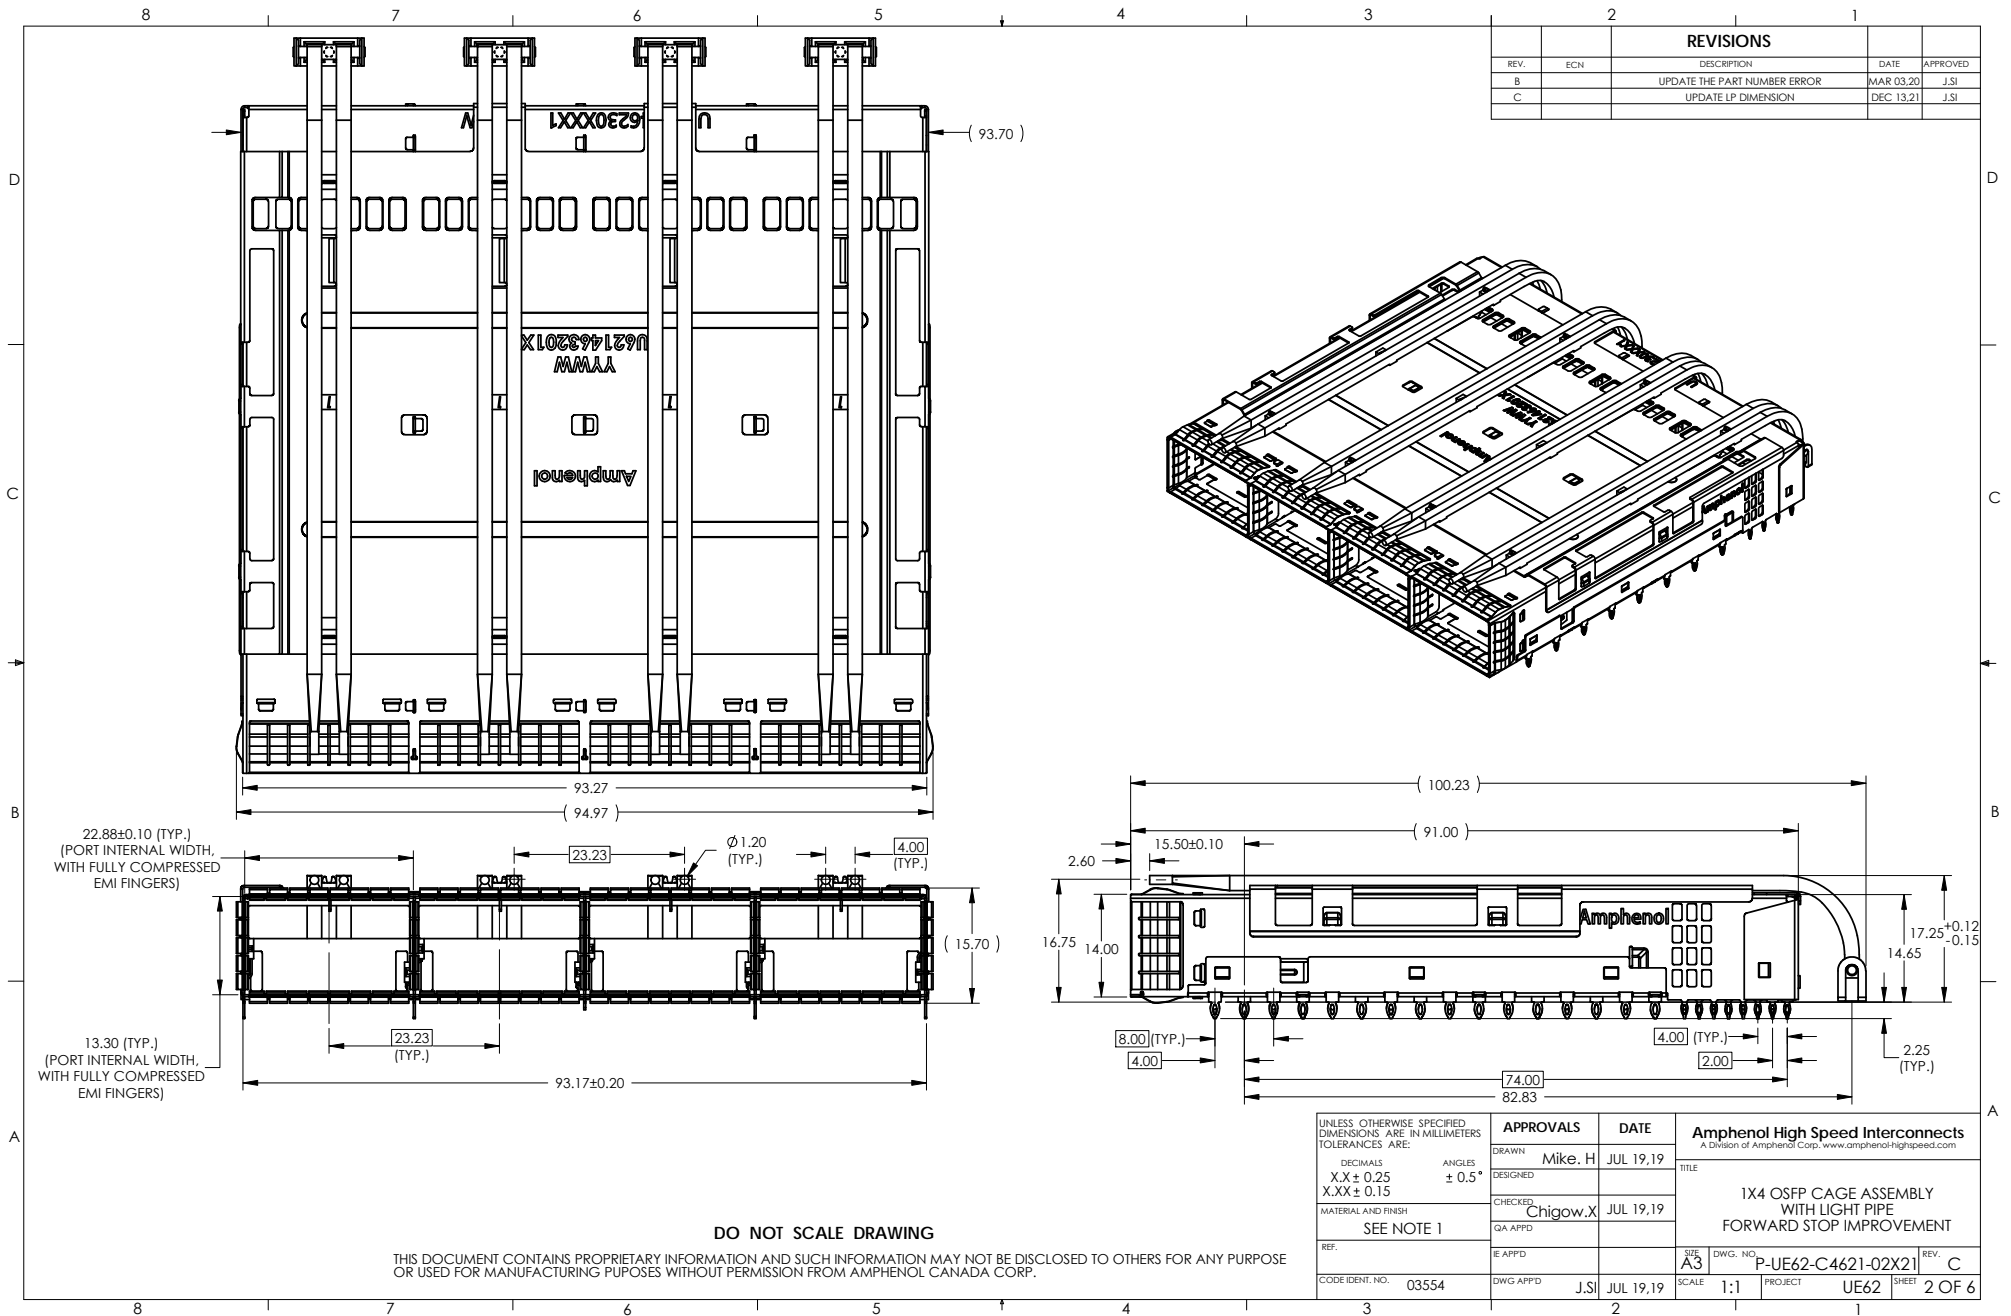 8 7 6 5 4 3 2 1
REVISIONS
REV. ECN DESCRIPTION DATE APPROVED
B UPDATE THE PART NUMBER ERROR MAR 03,20 J.SI
C UPDATE LP DIMENSION DEC 13,21 J.SI
( 93.70 )
D D
U621463201X
YYWW
Amphenol
YYWW
Amphenol
Amphenol
C C
93.27
( 94.97 )
B B
22.88±0.10 (TYP.)
(PORT INTERNAL WIDTH,
WITH FULLY COMPRESSED
EMI FINGERS)
23.23
Ø1.20
(TYP.)
4.00
(TYP.)
( 15.70 )
13.30 (TYP.)
(PORT INTERNAL WIDTH,
WITH FULLY COMPRESSED
EMI FINGERS)
23.23
(TYP.)
93.17±0.20
( 100.23 )
( 91.00 )
15.50±0.10
2.60
16.75
14.00
Amphenol
17.25+0.12
-0.15
14.65
8.00 (TYP.)
4.00
4.00 (TYP.)
2.00
2.25
(TYP.)
74.00
82.83
A A
UNLESS OTHERWISE SPECIFIED
DIMENSIONS ARE IN MILLIMETERS
TOLERANCES ARE:
DECIMALS ANGLES
X.X ± 0.25 ± 0.5°
X.XX ± 0.15
MATERIAL AND FINISH
SEE NOTE 1
REF.
CODE IDENT. NO. 03554
APPROVALS DATE
DRAWN Mike. H JUL 19,19
DESIGNED
CHECKED Chigow.X JUL 19,19
QA APPD
IE APP'D
DWG APP'D J.SI JUL 19,19
Amphenol High Speed Interconnects
A Division of Amphenol Corp. www.amphenol-highspeed.com
TITLE
1X4 OSFP CAGE ASSEMBLY
WITH LIGHT PIPE
FORWARD STOP IMPROVEMENT
SIZE A3 DWG. NO. P-UE62-C4621-02X21 REV. C
SCALE 1:1 PROJECT UE62 SHEET 2 OF 6
DO NOT SCALE DRAWING
THIS DOCUMENT CONTAINS PROPRIETARY INFORMATION AND SUCH INFORMATION MAY NOT BE DISCLOSED TO OTHERS FOR ANY PURPOSE
OR USED FOR MANUFACTURING PUPOSES WITHOUT PERMISSION FROM AMPHENOL CANADA CORP.
8 7 6 5 4 3 2 1